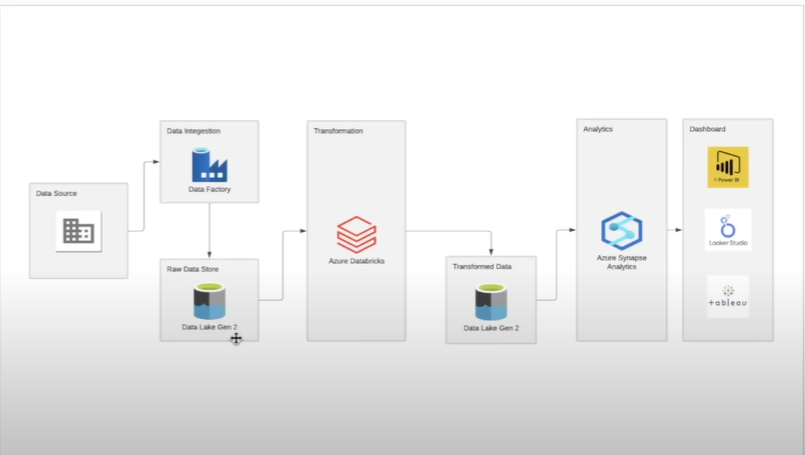 Data Source
Data Integestion
Data Factory
Raw Data Store
Data Lake Gen 2
Transformation
Azure Databricks
Transformed Data
Data Lake Gen 2
Analytics
Azure Synapse
Analytics
Dashboard
Power BI
Looker Studio
+ableau